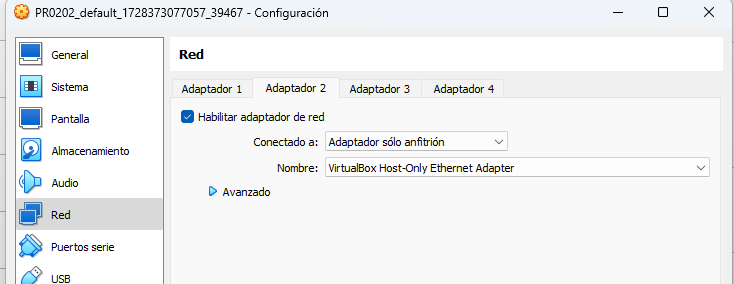 PR0202_default_1728373077057_39467 - Configuración
General
Sistema
Pantalla
Almacenamiento
Audio
Red
Puertos serie
USB
Red
Adaptador 1 Adaptador 2 Adaptador 3 Adaptador 4
Habilitar adaptador de red
Conectado a: Adaptador sólo anfitrión
Nombre: VirtualBox Host-Only Ethernet Adapter
Avanzado